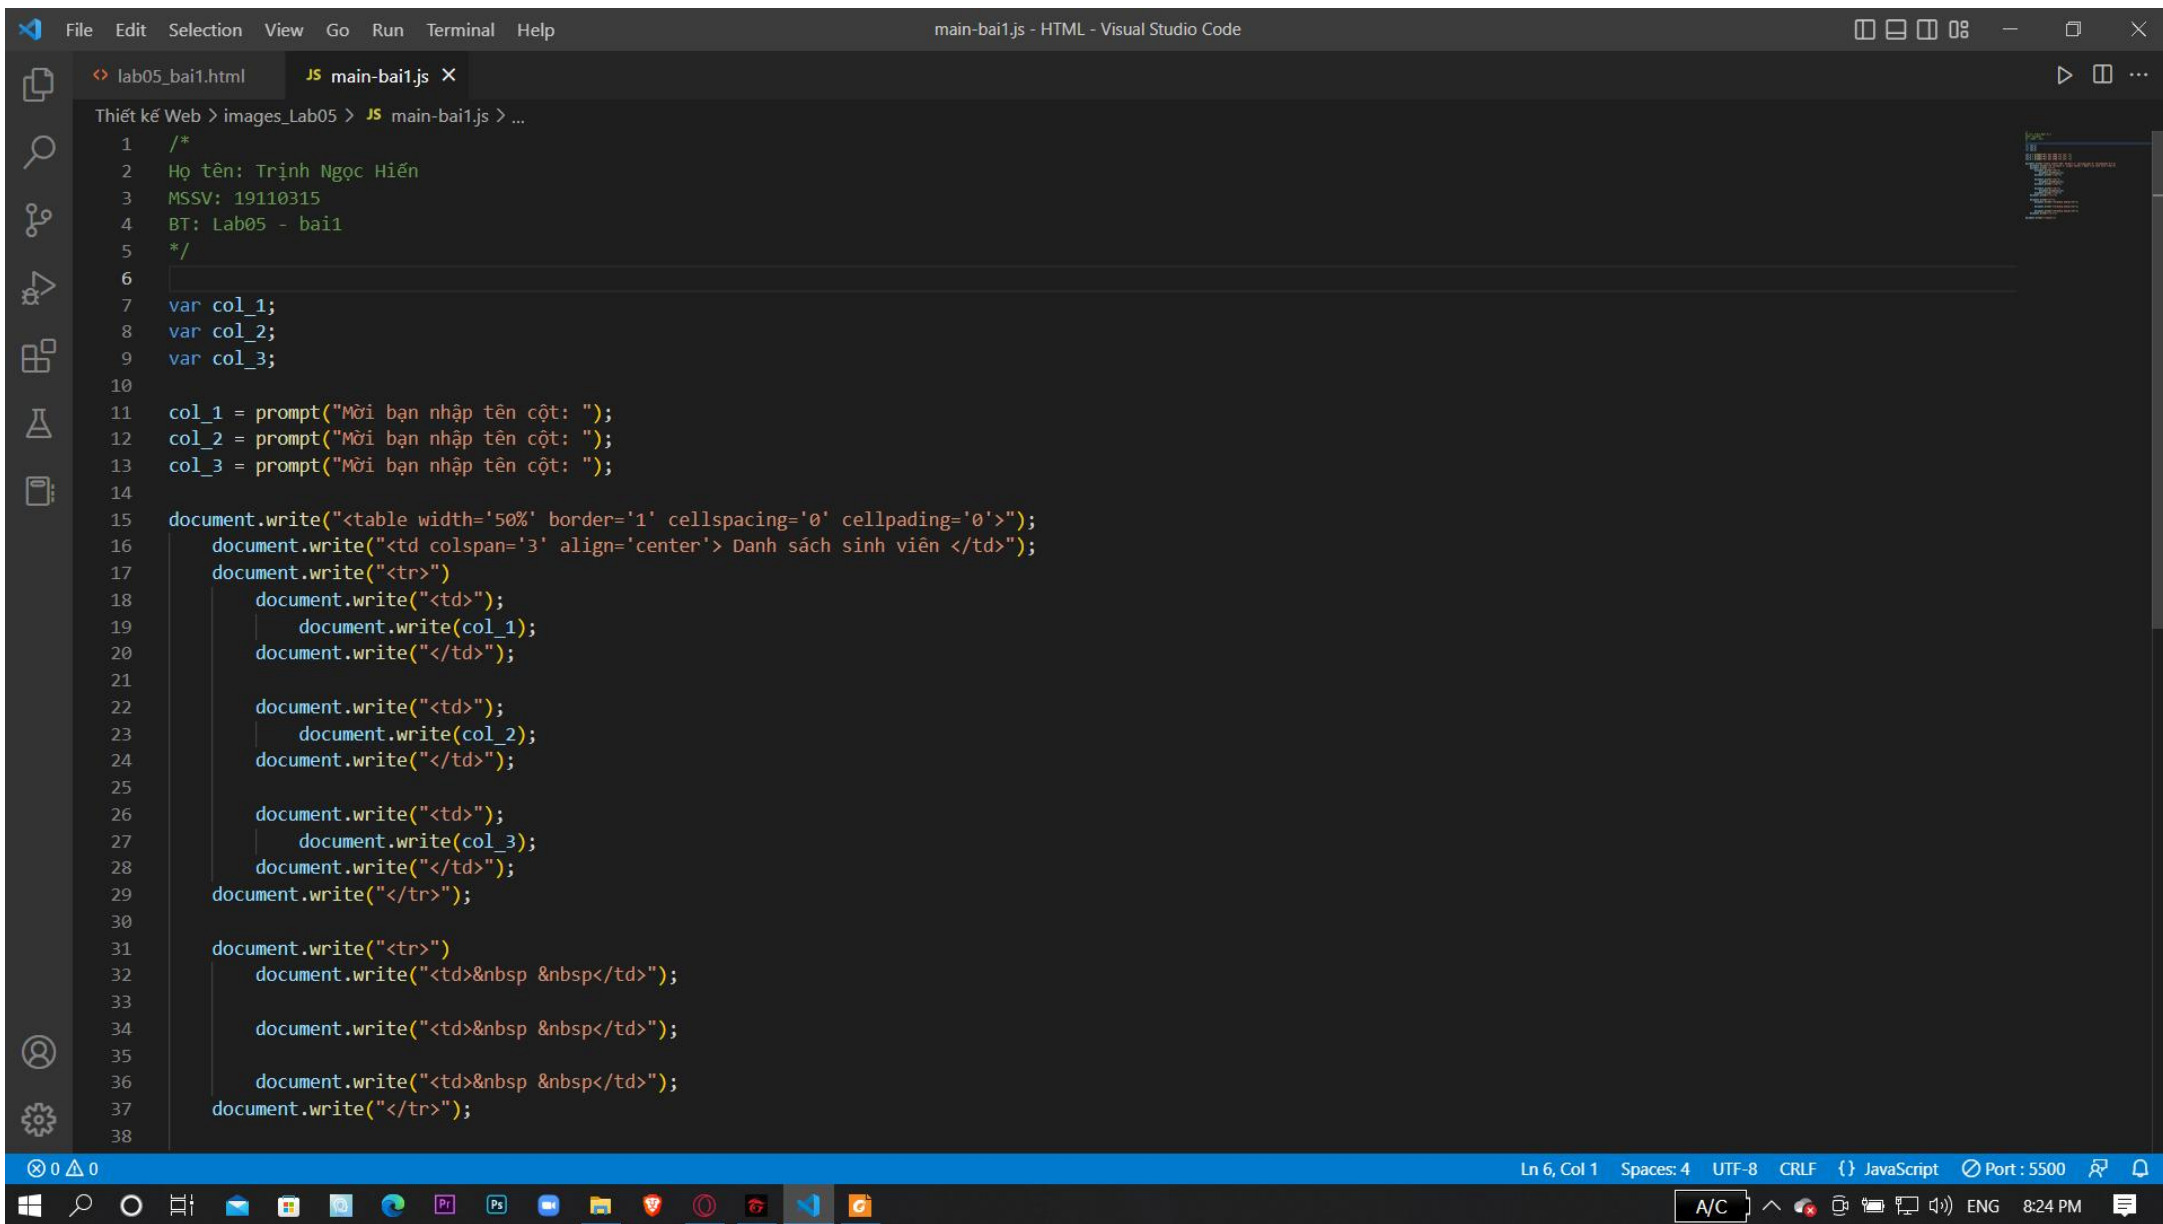 File Edit Selection View Go Run Terminal Help
main-bai1.js - HTML - Visual Studio Code
lab05_bai1.html
JS main-bai1.js
Thiết kế Web > images_Lab05 > JS main-bai1.js > ...
1 /*
2 Họ tên: Trịnh Ngọc Hiến
3 MSSV: 19110315
4 BT: Lab05 - bai1
5 */
6
7 var col_1;
8 var col_2;
9 var col_3;
10
11 col_1 = prompt("Mời bạn nhập tên cột: ");
12 col_2 = prompt("Mời bạn nhập tên cột: ");
13 col_3 = prompt("Mời bạn nhập tên cột: ");
14
15 document.write("<table width='50%' border='1' cellspacing='0' cellpading='0'>");
16 document.write("<td colspan='3' align='center'> Danh sách sinh viên </td>");
17 document.write("<tr>")
18 document.write("<td>");
19 document.write(col_1);
20 document.write("</td>");
21
22 document.write("<td>");
23 document.write(col_2);
24 document.write("</td>");
25
26 document.write("<td>");
27 document.write(col_3);
28 document.write("</td>");
29 document.write("</tr>");
30
31 document.write("<tr>")
32 document.write("<td>&nbsp &nbsp</td>");
33
34 document.write("<td>&nbsp &nbsp</td>");
35
36 document.write("<td>&nbsp &nbsp</td>");
37 document.write("</tr>");
38
0 0
Ln 6, Col 1 Spaces: 4 UTF-8 CRLF {} JavaScript Port : 5500
Pr Ps
A/C ENG 8:24 PM